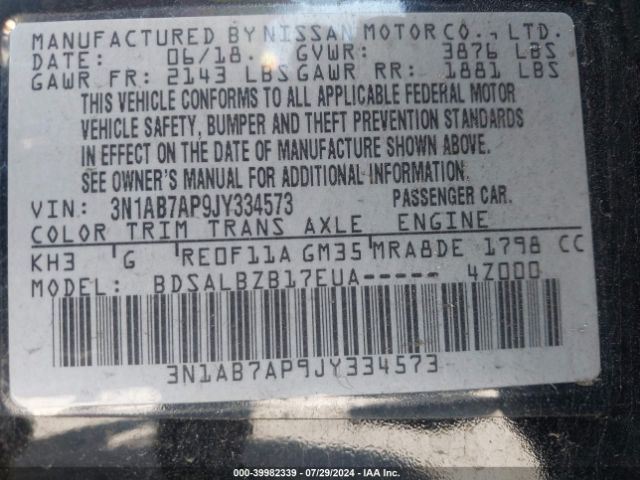 MANUFACTURED BY NISSAN MOTOR CO., LTD.
DATE: 06/18. GVWR: 3876 LBS
GAWR FR: 2143 LBS GAWR RR: 1881 LBS
THIS VEHICLE CONFORMS TO ALL APPLICABLE FEDERAL MOTOR
VEHICLE SAFETY, BUMPER AND THEFT PREVENTION STANDARDS
IN EFFECT ON THE DATE OF MANUFACTURE SHOWN ABOVE.
SEE OWNER'S MANUAL FOR ADDITIONAL INFORMATION.
VIN: 3N1AB7AP9JY334573 PASSENGER CAR.
COLOR TRIM TRANS AXLE ENGINE
KH3 G RE0F11A GM35 MRA8DE 1798 CC
MODEL: BDSALBZB17EUA----- 4Z000
3N1AB7AP9JY334573
000-39982339 | 07/29/2024 - IAA Inc.